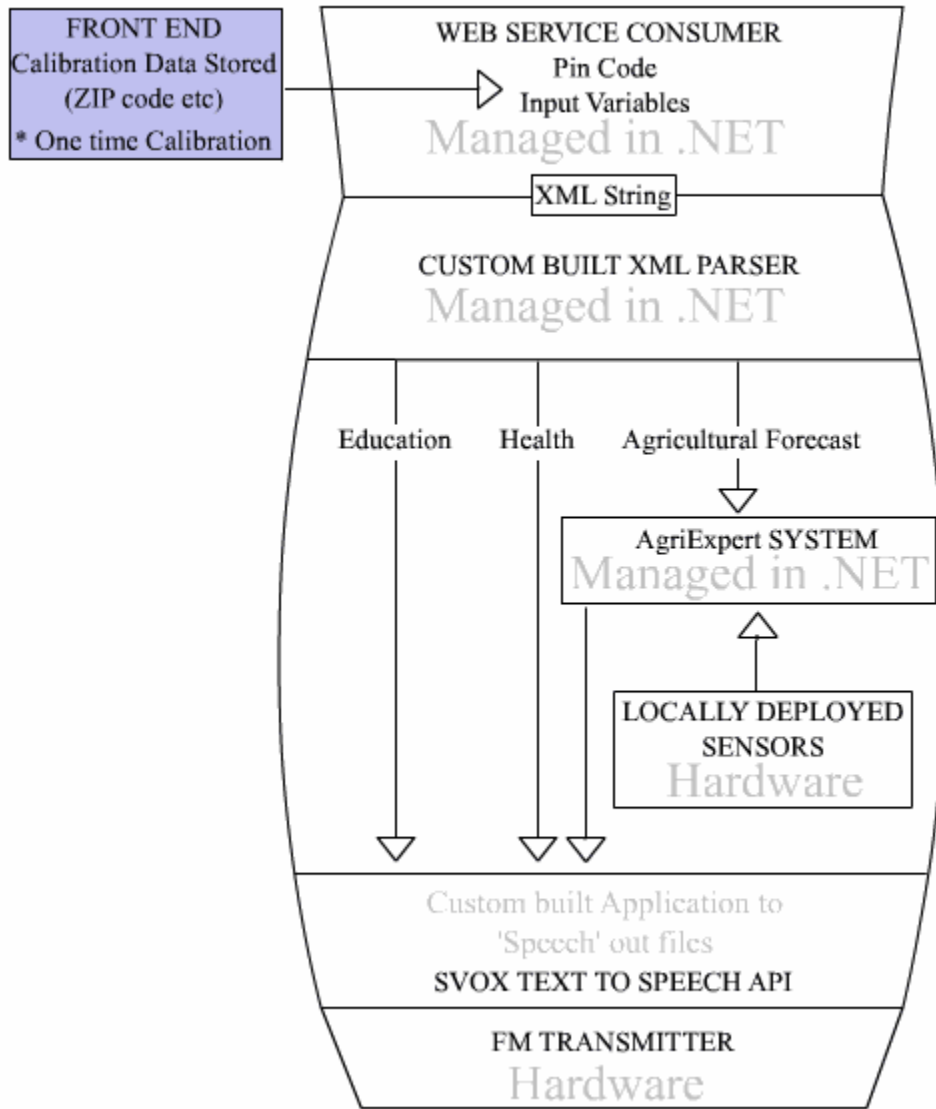 FRONT END
Calibration Data Stored
(ZIP code etc)
* One time Calibration
WEB SERVICE CONSUMER
Pin Code
Input Variables
Managed in .NET
XML String
CUSTOM BUILT XML PARSER
Managed in .NET
Education
Health
Agricultural Forecast
AgriExpert SYSTEM
Managed in .NET
LOCALLY DEPLOYED
SENSORS
Hardware
Custom built Application to
'Speech' out files
SVOX TEXT TO SPEECH API
FM TRANSMITTER
Hardware